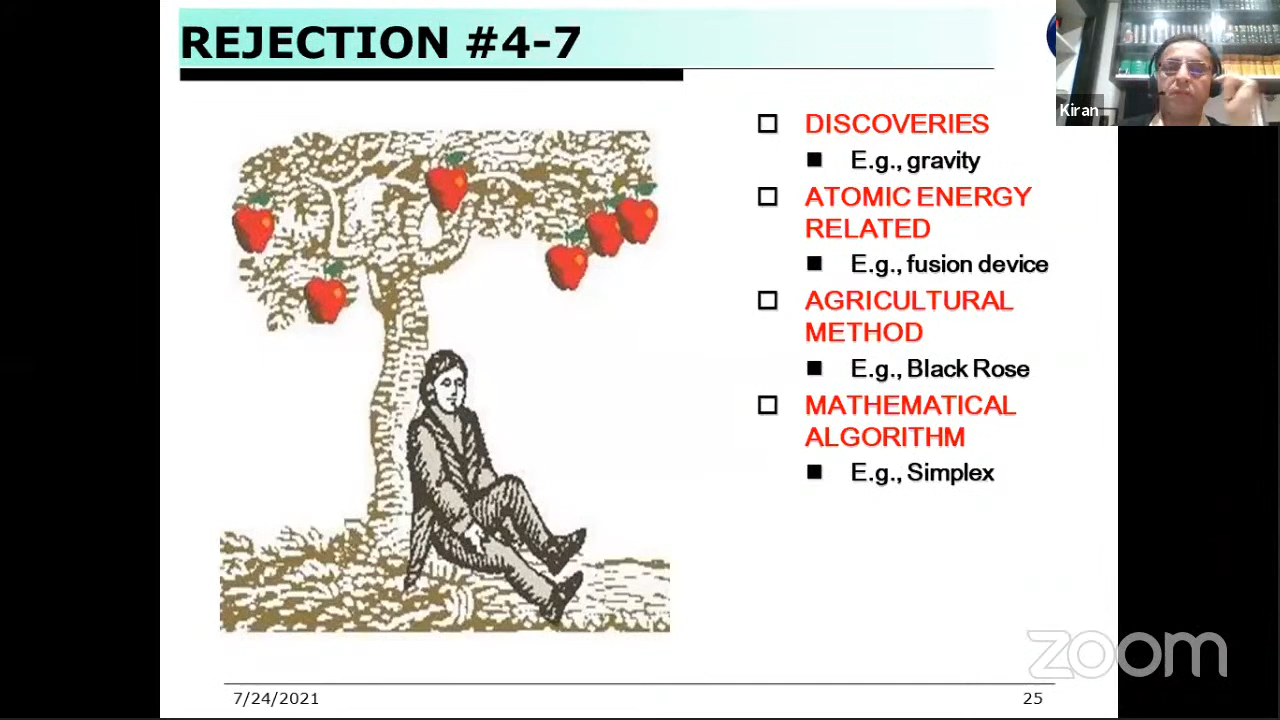 REJECTION #4-7
Kiran
DISCOVERIES
E.g., gravity
ATOMIC ENERGY
RELATED
E.g., fusion device
AGRICULTURAL
METHOD
E.g., Black Rose
MATHEMATICAL
ALGORITHM
E.g., Simplex
zoom
7/24/2021
25